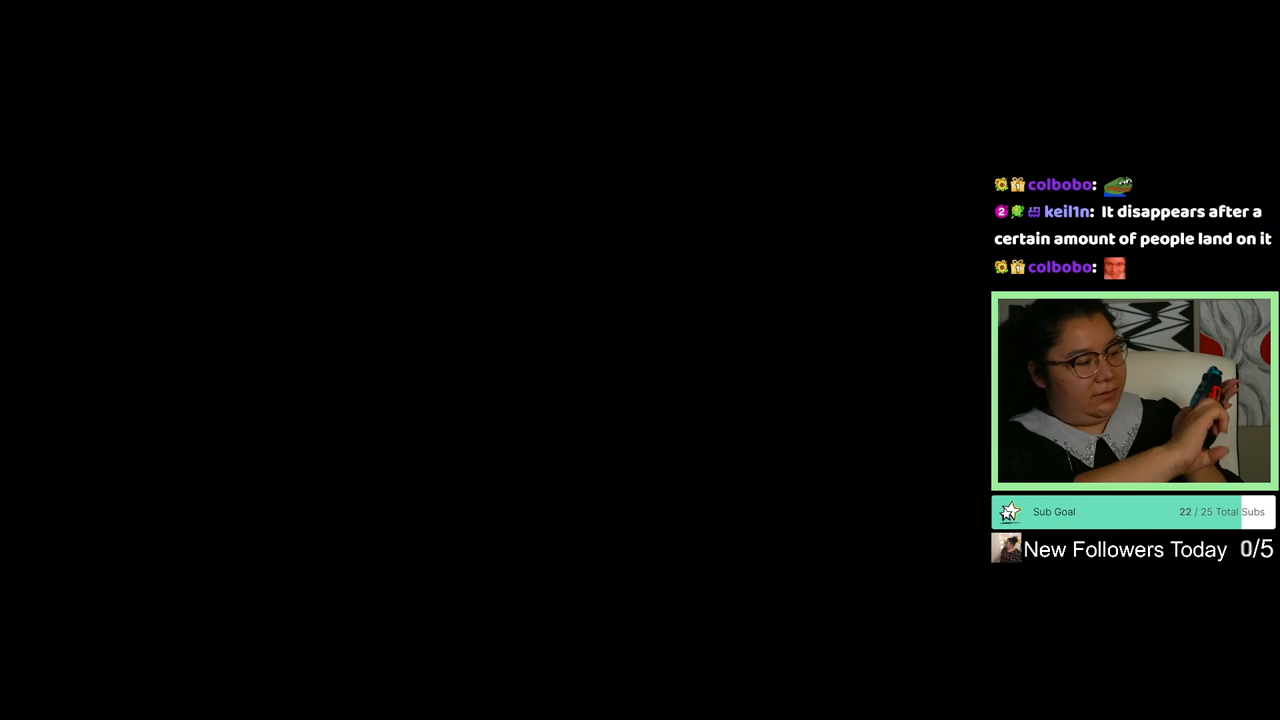 colbobo:
2 keil1n: It disappears after a
certain amount of people land on it
colbobo:
Sub Goal 22 / 25 Total Subs
New Followers Today 0/5